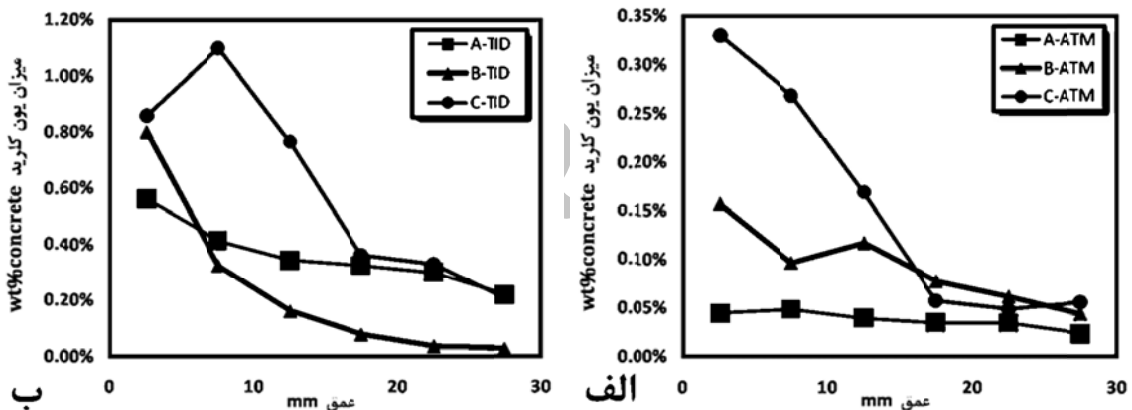 1.20%
1.00%
0.80%
0.60%
0.40%
0.20%
0.00%
میزان یون کلرید wt%concrete
A-TID
B-TID
C-TID
0 10 20 30
عمق mm
ب
0.35%
0.30%
0.25%
0.20%
0.15%
0.10%
0.05%
0.00%
میزان یون کلرید wt%concrete
A-ATM
B-ATM
C-ATM
0 10 20 30
عمق mm
الف